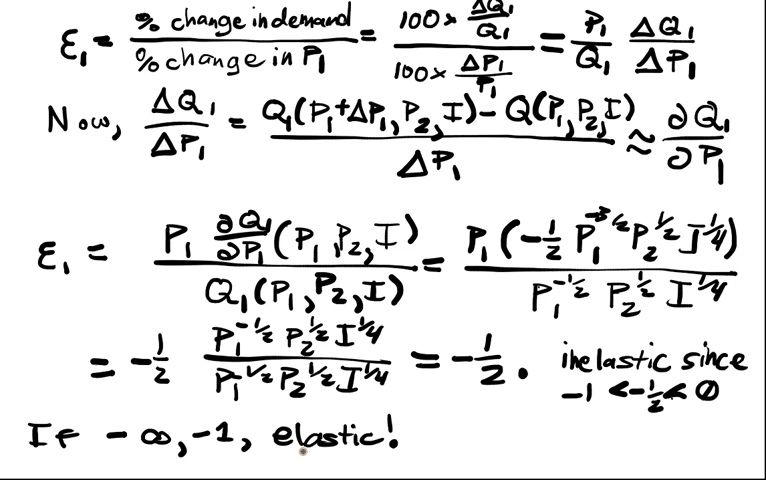 ε₁ = % change in demand / % change in P₁ = 100 × ΔQ₁/Q₁ / 100 × ΔP₁/P₁ = P₁/Q₁ ΔQ₁/ΔP₁
Now, ΔQ₁/ΔP₁ = Q₁(P₁+ΔP₁, P₂, I) - Q(P₁, P₂, I) / ΔP₁ ≈ ∂Q₁/∂P₁
ε₁ = P₁ ∂Q₁/∂P₁ (P₁, P₂, I) / Q₁(P₁, P₂, I) = P₁ (-1/2 P₁^-3/2 P₂^1/2 I^1/4) / P₁^-1/2 P₂^1/2 I^1/4
= -1/2 P₁^-1/2 P₂^1/2 I^1/4 / P₁^1/2 P₂^1/2 I^1/4 = -1/2. inelastic since
-1 < -1/2 < 0
If -∞, -1, elastic!